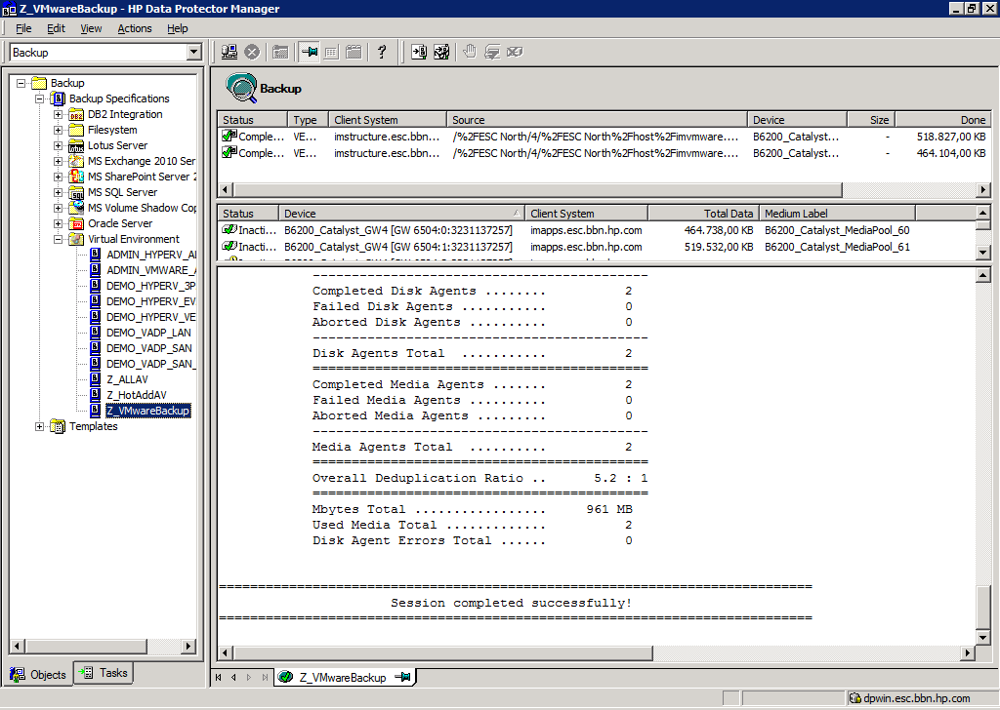 Z_VMwareBackup - HP Data Protector Manager
File Edit View Actions Help
Backup
Backup
Backup Specifications
DB2 Integration
Filesystem
Lotus Server
MS Exchange 2010 Ser
MS SharePoint Server 2
MS SQL Server
MS Volume Shadow Cop
Oracle Server
Virtual Environment
ADMIN_HYPERV_
ADMIN_VMWARE_
DEMO_HYPERV_3P
DEMO_HYPERV_EV
DEMO_HYPERV_VE
DEMO_VADP_LAN
DEMO_VADP_SAN
DEMO_VADP_SAN_
Z_ALLAV
Z_HotAddAV
Z_VMwareBackup
Templates
Objects Tasks
Backup
Status Type Client System Source Device Size Done
Comple... VE... instructure.esc.bbn... /%2FESC North/4/%2FESC North%2Fhost%2Fimvmware.... B6200_Catalyst... - 518.827,00 KB
Comple... VE... instructure.esc.bbn... /%2FESC North/4/%2FESC North%2Fhost%2Fimvmware.... B6200_Catalyst... - 464.104,00 KB
Status Device Client System Total Data Medium Label
Inacti... B6200_Catalyst_GW4 [GW 6504:0:3231137257] imapps.esc.bbn.hp.com 464.738,00 KB B6200_Catalyst_MediaPool_60
Inacti... B6200_Catalyst_GW4 [GW 6504:1:3231137257] imapps.esc.bbn.hp.com 519.532,00 KB B6200_Catalyst_MediaPool_61
Completed Disk Agents ........ 2
Failed Disk Agents ........... 0
Aborted Disk Agents .......... 0
Disk Agents Total ........... 2
Completed Media Agents ....... 2
Failed Media Agents .......... 0
Aborted Media Agents ......... 0
Media Agents Total .......... 2
Overall Deduplication Ratio .. 5.2 : 1
Mbytes Total ................. 961 MB
Used Media Total ............. 2
Disk Agent Errors Total ...... 0
Session completed successfully!
Z_VMwareBackup
dpwin.esc.bbn.hp.com